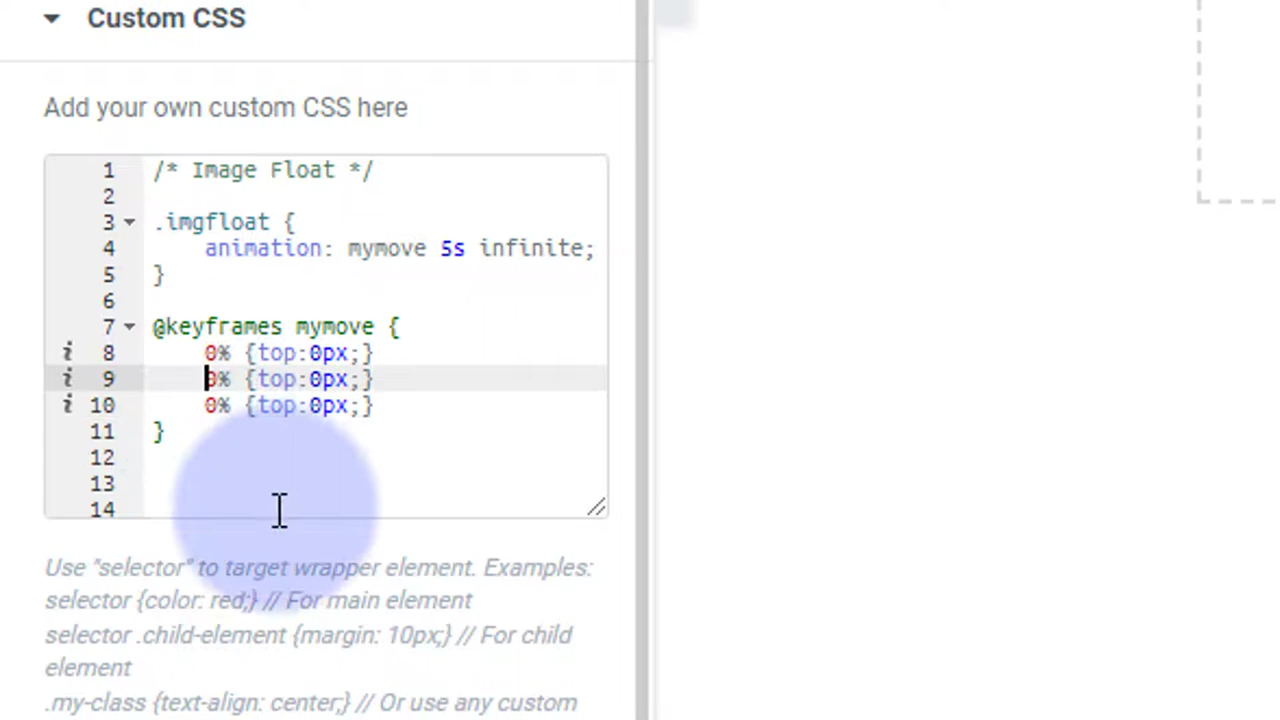 Custom CSS
Add your own custom CSS here
1 /* Image Float */
2
3 .imgfloat {
4 animation: mymove 5s infinite;
5 }
6
7 @keyframes mymove {
i 8 0% {top:0px;}
i 9 0% {top:0px;}
i 10 0% {top:0px;}
11 }
12
13
14
Use "selector" to target wrapper element. Examples:
selector {color: red;} // For main element
selector .child-element {margin: 10px;} // For child
element
.my-class {text-align: center;} // Or use any custom